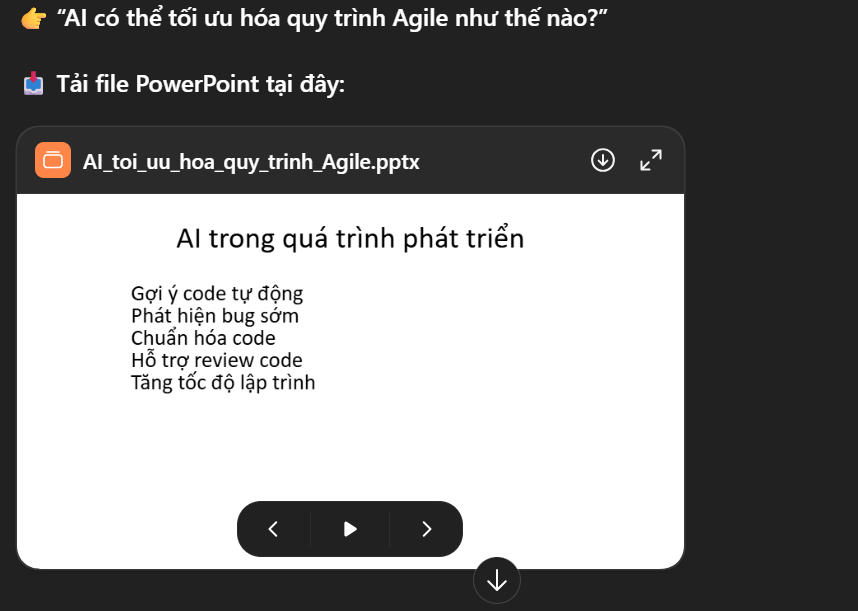 👉 “AI có thể tối ưu hóa quy trình Agile như thế nào?”
📥 Tải file PowerPoint tại đây:
AI_toi_uu_hoa_quy_trinh_Agile.pptx
AI trong quá trình phát triển
Gợi ý code tự động
Phát hiện bug sớm
Chuẩn hóa code
Hỗ trợ review code
Tăng tốc độ lập trình